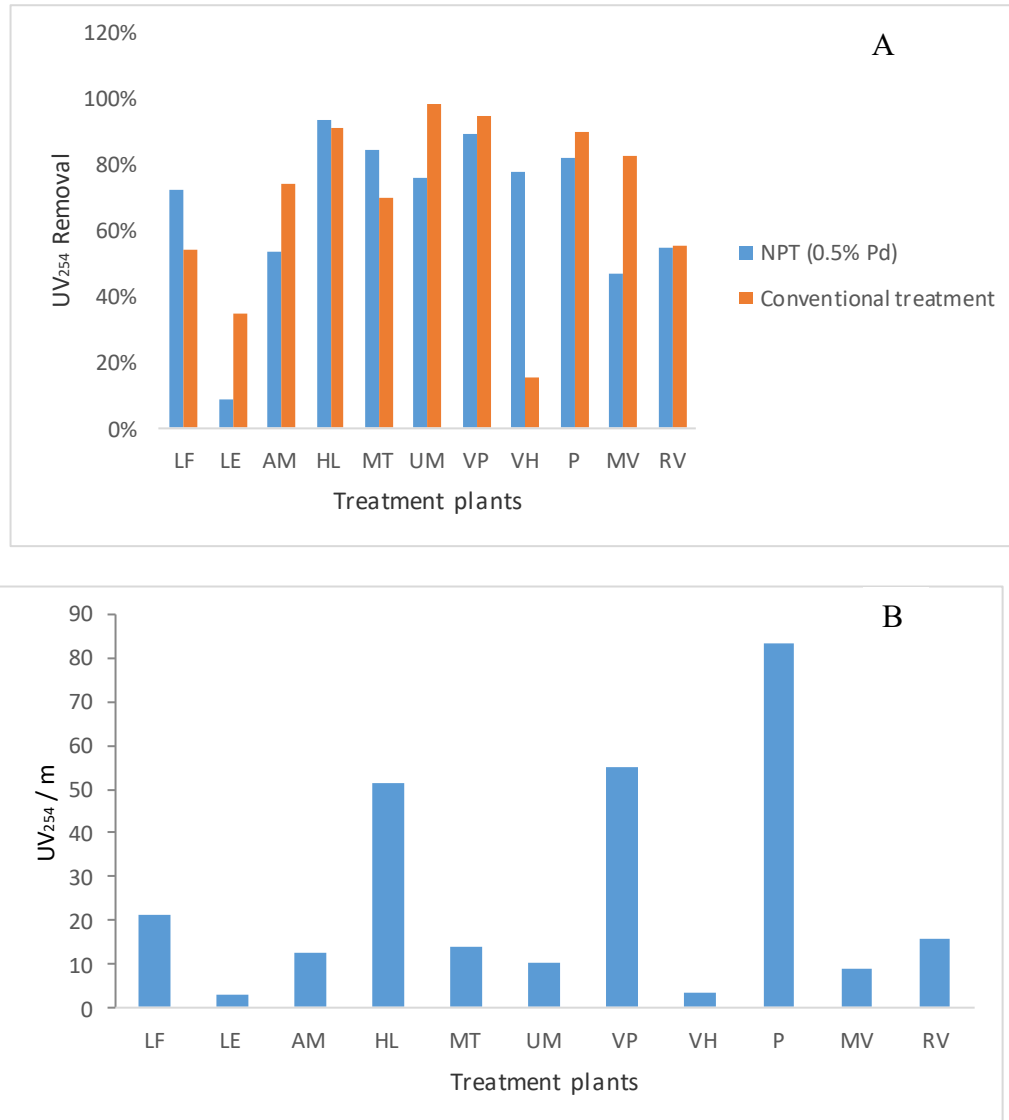 A
120%
100%
80%
60%
40%
20%
0%
UV254 Removal
LF LE AM HL MT UM VP VH P MV RV
Treatment plants
NPT (0.5% Pd)
Conventional treatment
B
90
80
70
60
50
40
30
20
10
0
UV254 / m
LF LE AM HL MT UM VP VH P MV RV
Treatment plants